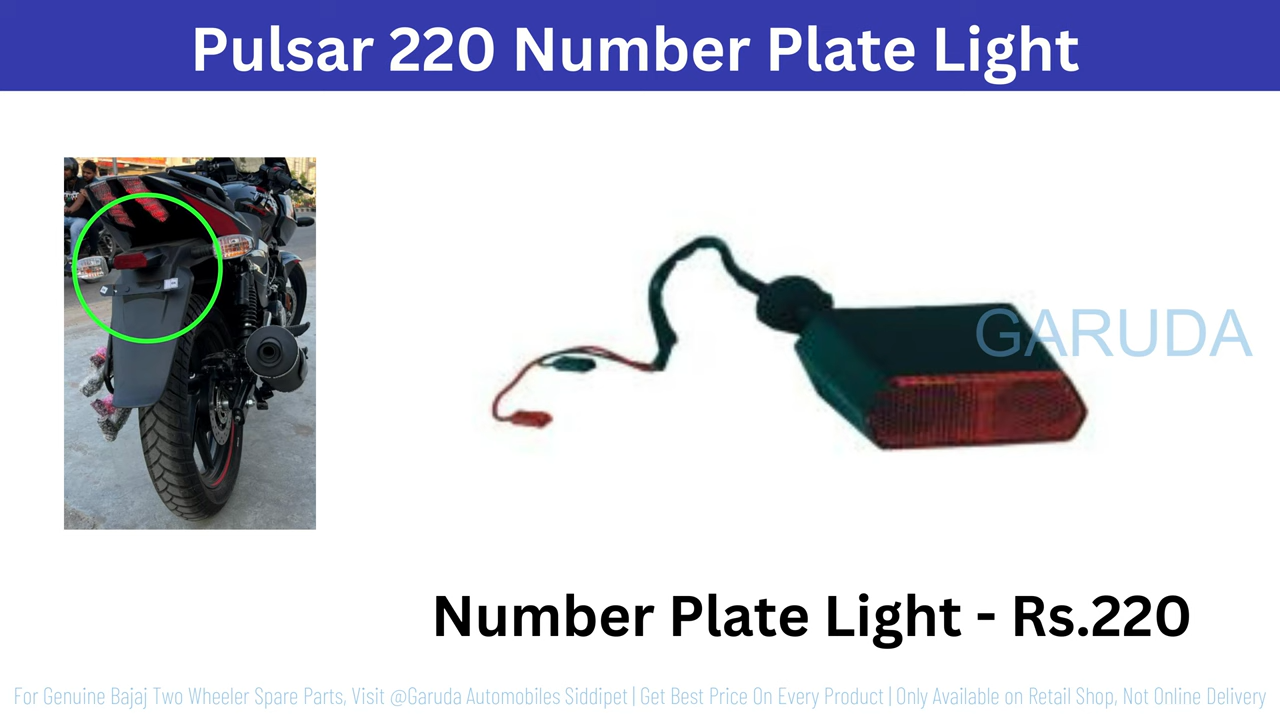 Pulsar 220 Number Plate Light
GARUDA
Number Plate Light - Rs.220
For Genuine Bajaj Two Wheeler Spare Parts, Visit @Garuda Automobiles Siddipet | Get Best Price On Every Product | Only Available on Retail Shop, Not Online Delivery